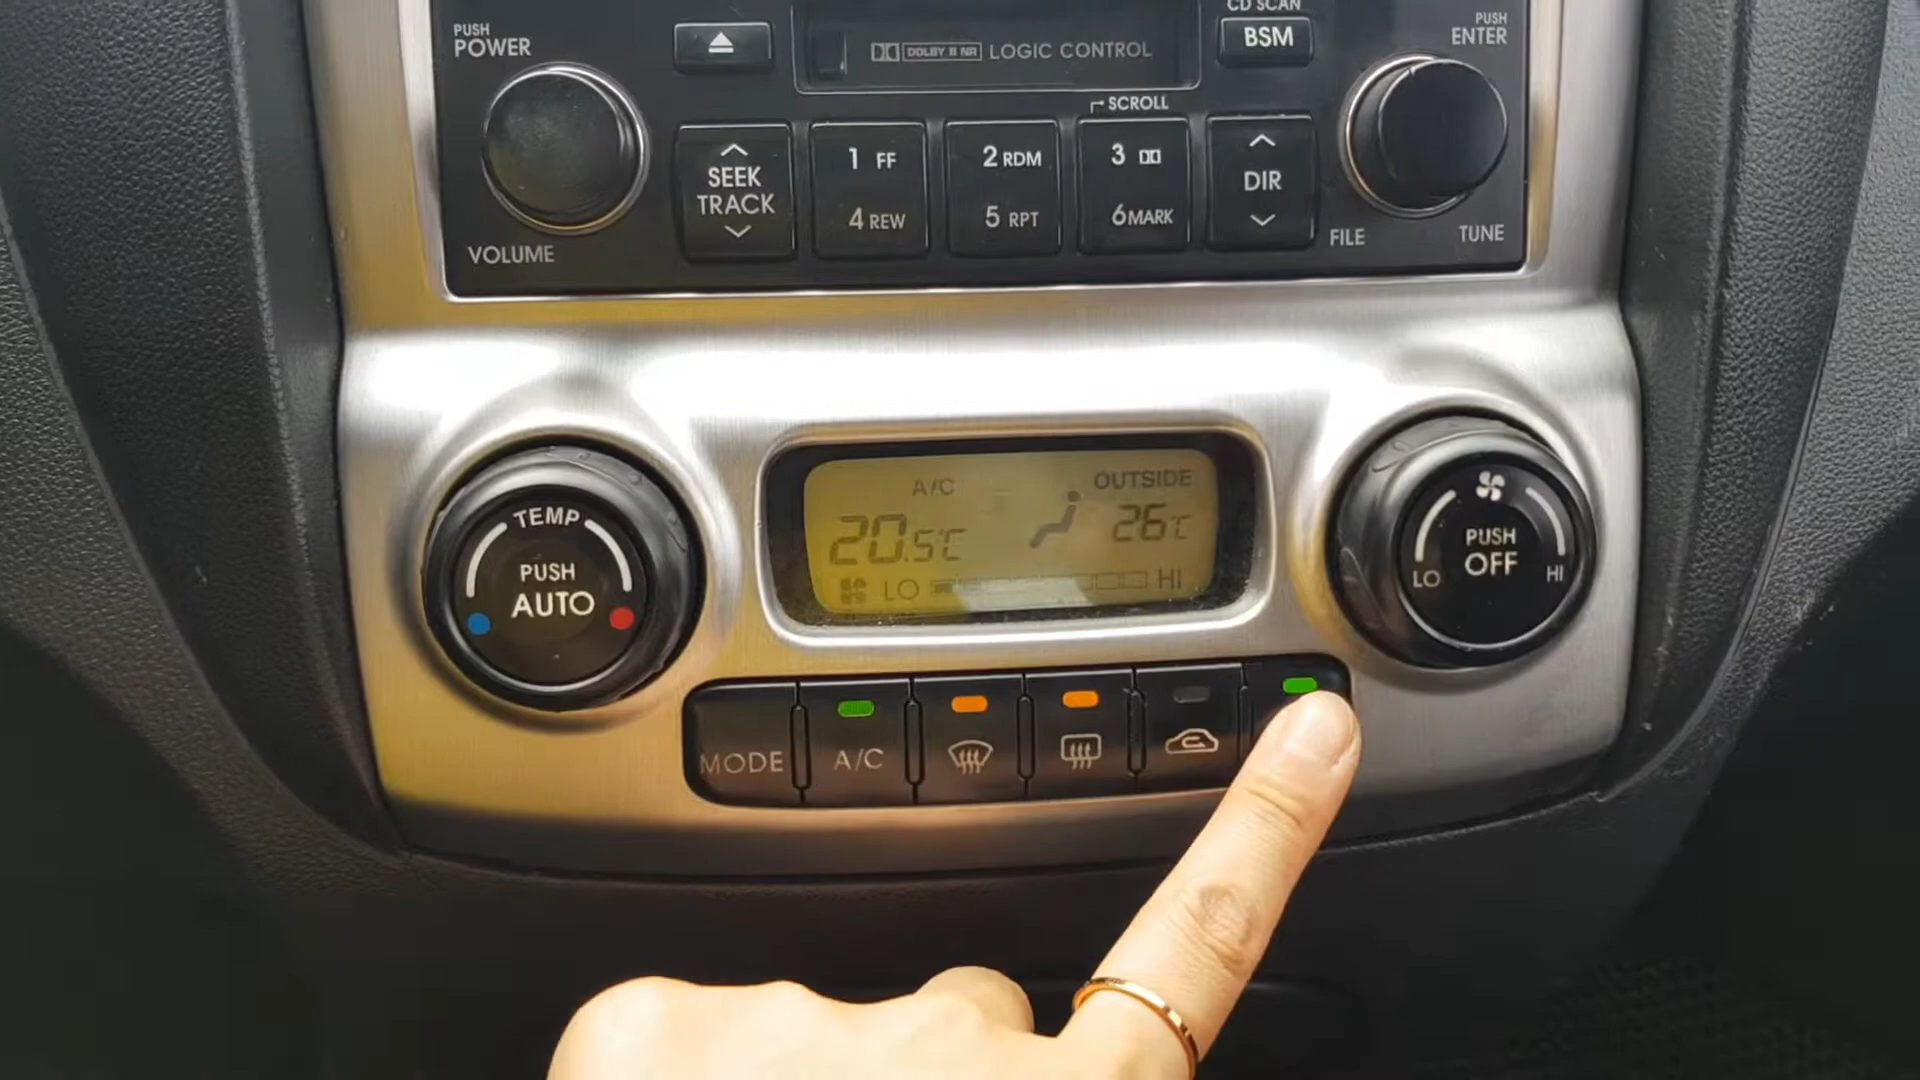 CD SCAN
PUSH
POWER
DOLBY B NR LOGIC CONTROL
BSM
PUSH
ENTER
SCROLL
SEEK
TRACK
1 FF
2 RDM
3
DIR
4 REW
5 RPT
6 MARK
VOLUME
FILE
TUNE
A/C
OUTSIDE
20.5℃
26℃
LO
HI
TEMP
PUSH
AUTO
PUSH
OFF
LO
HI
MODE
A/C